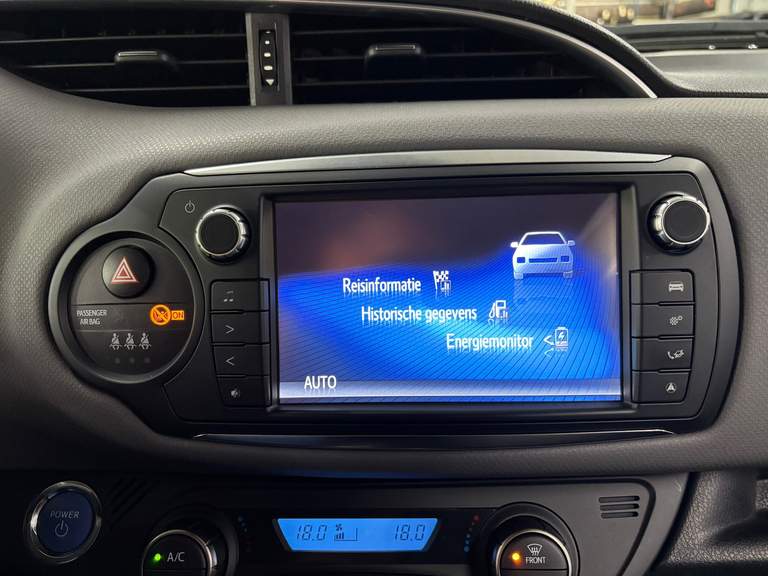 Reisinformatie
Historische gegevens
Energiemonitor
AUTO
PASSENGER
AIR BAG
ON
POWER
A/C
18.0
18.0
FRONT